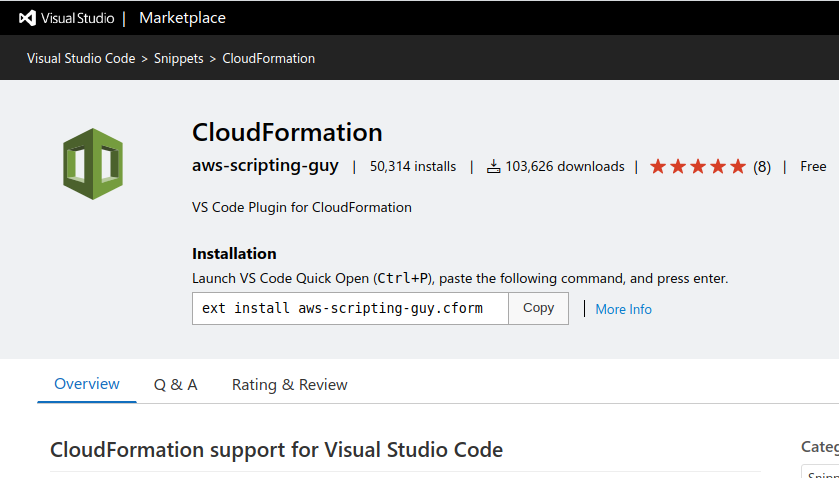 Visual Studio | Marketplace
Visual Studio Code > Snippets > CloudFormation
CloudFormation
aws-scripting-guy | 50,314 installs | 103,626 downloads | (8) | Free
VS Code Plugin for CloudFormation
Installation
Launch VS Code Quick Open (Ctrl+P), paste the following command, and press enter.
ext install aws-scripting-guy.cform Copy | More Info
Overview Q & A Rating & Review
CloudFormation support for Visual Studio Code
Categ